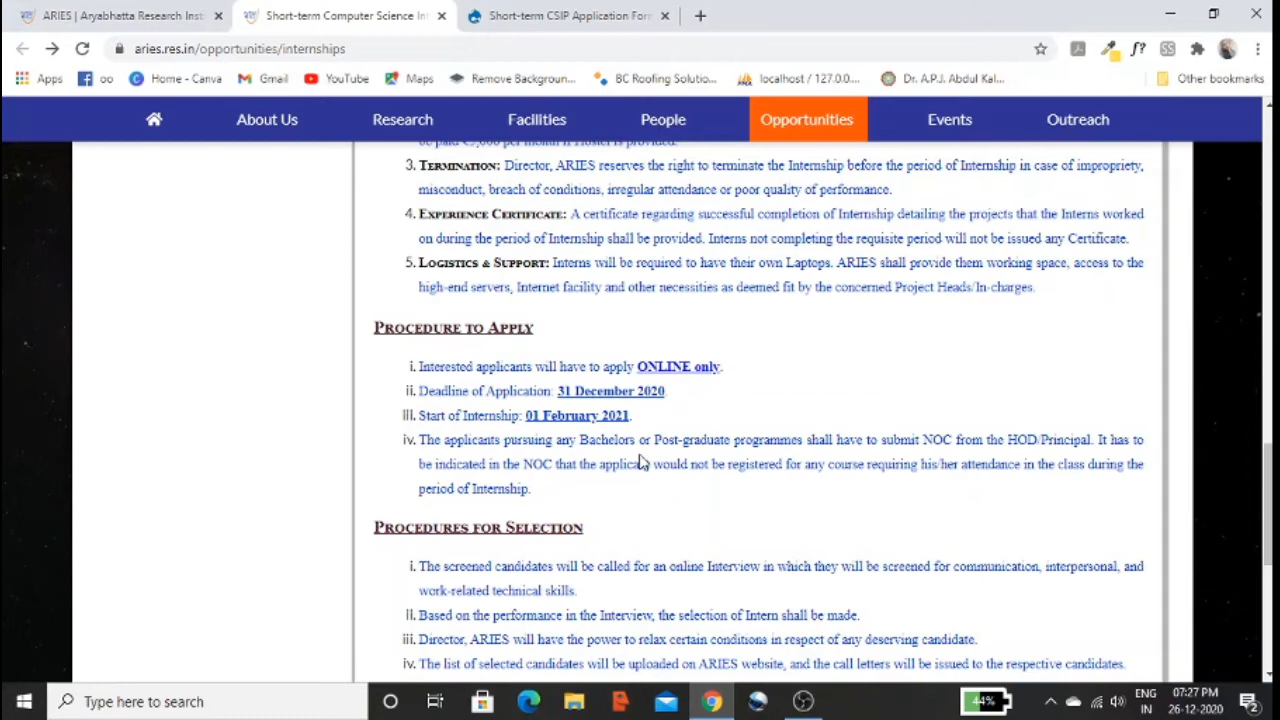 ARIES | Aryabhatta Research Inst
Short-term Computer Science In
Short-term CSIP Application Form
aries.res.in/opportunities/internships
Apps
oo
Home - Canva
Gmail
YouTube
Maps
Remove Backgroun...
BC Roofing Solutio...
localhost / 127.0.0....
Dr. A.P.J. Abdul Kal...
Other bookmarks
About Us
Research
Facilities
People
Opportunities
Events
Outreach
per month if Hostel is provided.
3. TERMINATION: Director, ARIES reserves the right to terminate the Internship before the period of Internship in case of impropriety,
misconduct, breach of conditions, irregular attendance or poor quality of performance.
4. EXPERIENCE CERTIFICATE: A certificate regarding successful completion of Internship detailing the projects that the Interns worked
on during the period of Internship shall be provided. Interns not completing the requisite period will not be issued any Certificate.
5. LOGISTICS & SUPPORT: Interns will be required to have their own Laptops. ARIES shall provide them working space, access to the
high-end servers, Internet facility and other necessities as deemed fit by the concerned Project Heads/In-charges.
PROCEDURE TO APPLY
i. Interested applicants will have to apply ONLINE only.
ii. Deadline of Application: 31 December 2020
iii. Start of Internship: 01 February 2021.
iv. The applicants pursuing any Bachelors or Post-graduate programmes shall have to submit NOC from the HOD/Principal. It has to
be indicated in the NOC that the applicant would not be registered for any course requiring his/her attendance in the class during the
period of Internship.
PROCEDURES FOR SELECTION
i. The screened candidates will be called for an online Interview in which they will be screened for communication, interpersonal, and
work-related technical skills.
ii. Based on the performance in the Interview, the selection of Intern shall be made.
iii. Director, ARIES will have the power to relax certain conditions in respect of any deserving candidate.
iv. The list of selected candidates will be uploaded on ARIES website, and the call letters will be issued to the respective candidates.
Type here to search
44%
ENG
IN
07:27 PM
26-12-2020
2